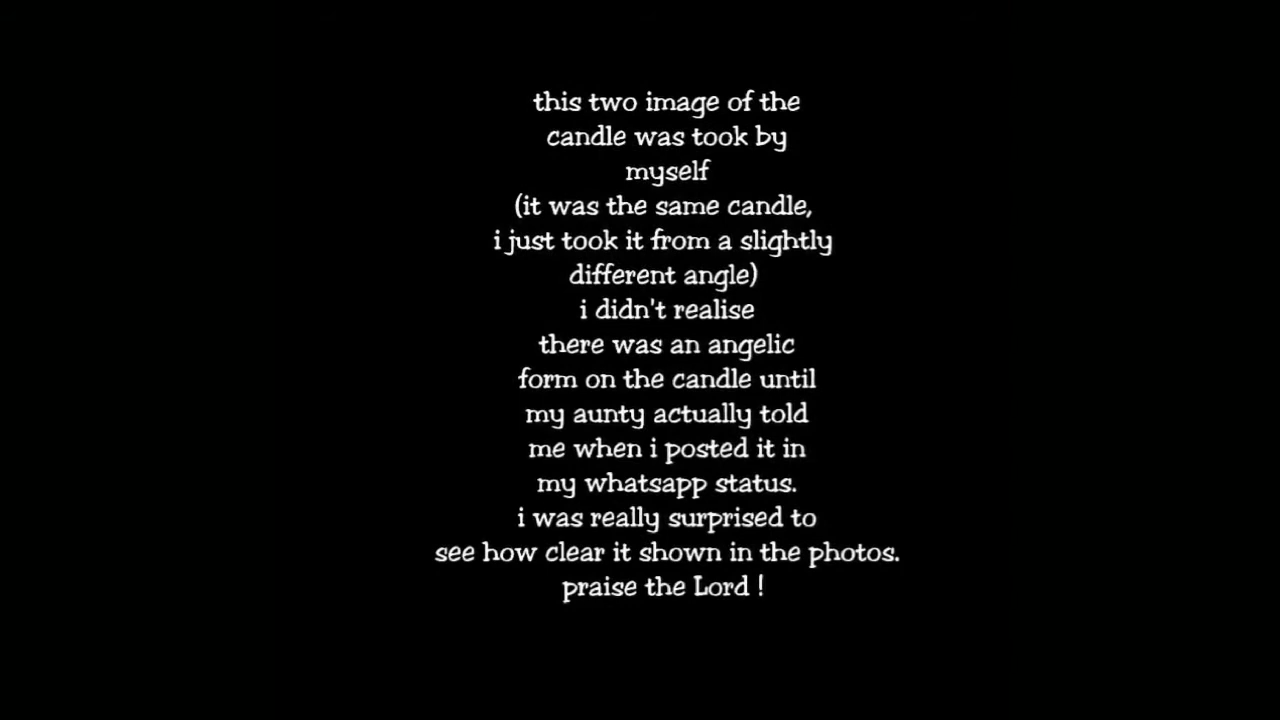 this two image of the
candle was took by
myself
(it was the same candle,
i just took it from a slightly
different angle)
i didn't realise
there was an angelic
form on the candle until
my aunty actually told
me when i posted it in
my whatsapp status.
i was really surprised to
see how clear it shown in the photos.
praise the Lord !